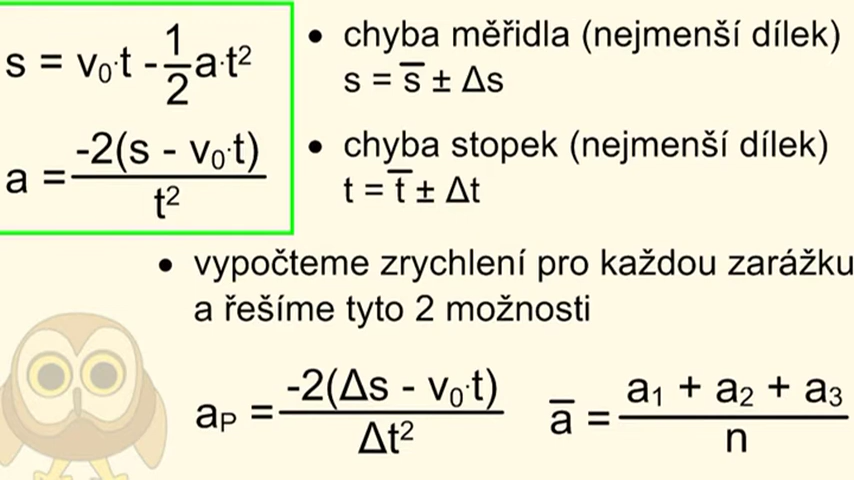 s = v₀·t - 1/2 a·t²
a = -2(s - v₀·t) / t²
• chyba měřidla (nejmenší dílek)
s = s̅ ± Δs
• chyba stopek (nejmenší dílek)
t = t̅ ± Δt
• vypočteme zrychlení pro každou zarážku
a řešíme tyto 2 možnosti
aₚ = -2(Δs - v₀·t) / Δt²
a̅ = a₁ + a₂ + a₃ / n